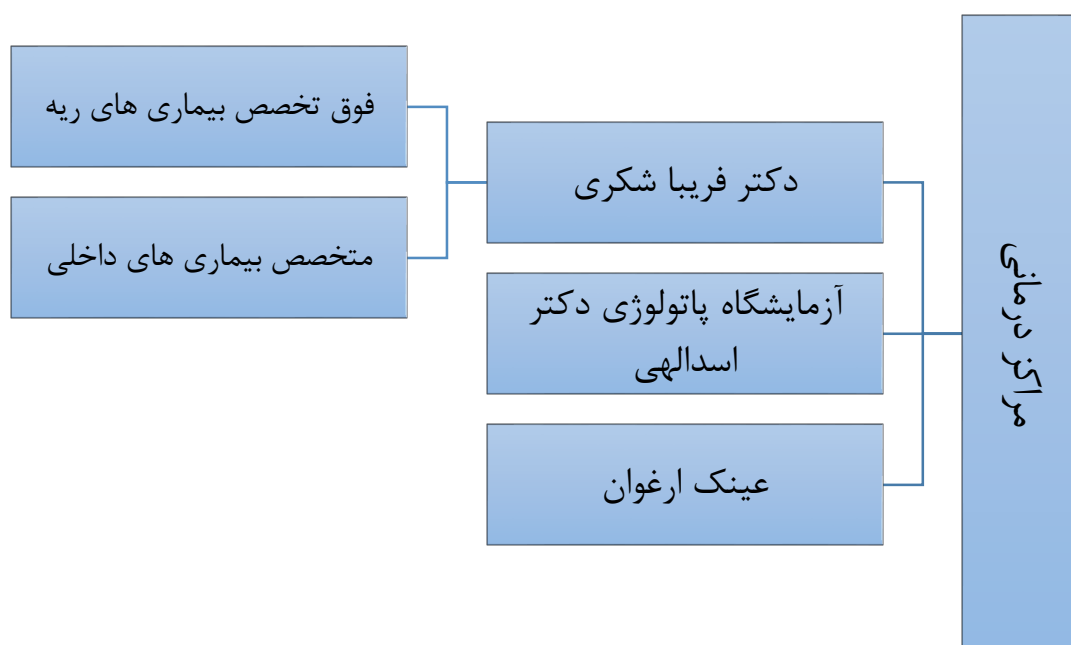 مراکز درمانی
دکتر فریبا شکری
فوق تخصص بیماری های ریه
متخصص بیماری های داخلی
آزمایشگاه پاتولوژی دکتر
اسدالهی
عینک ارغوان